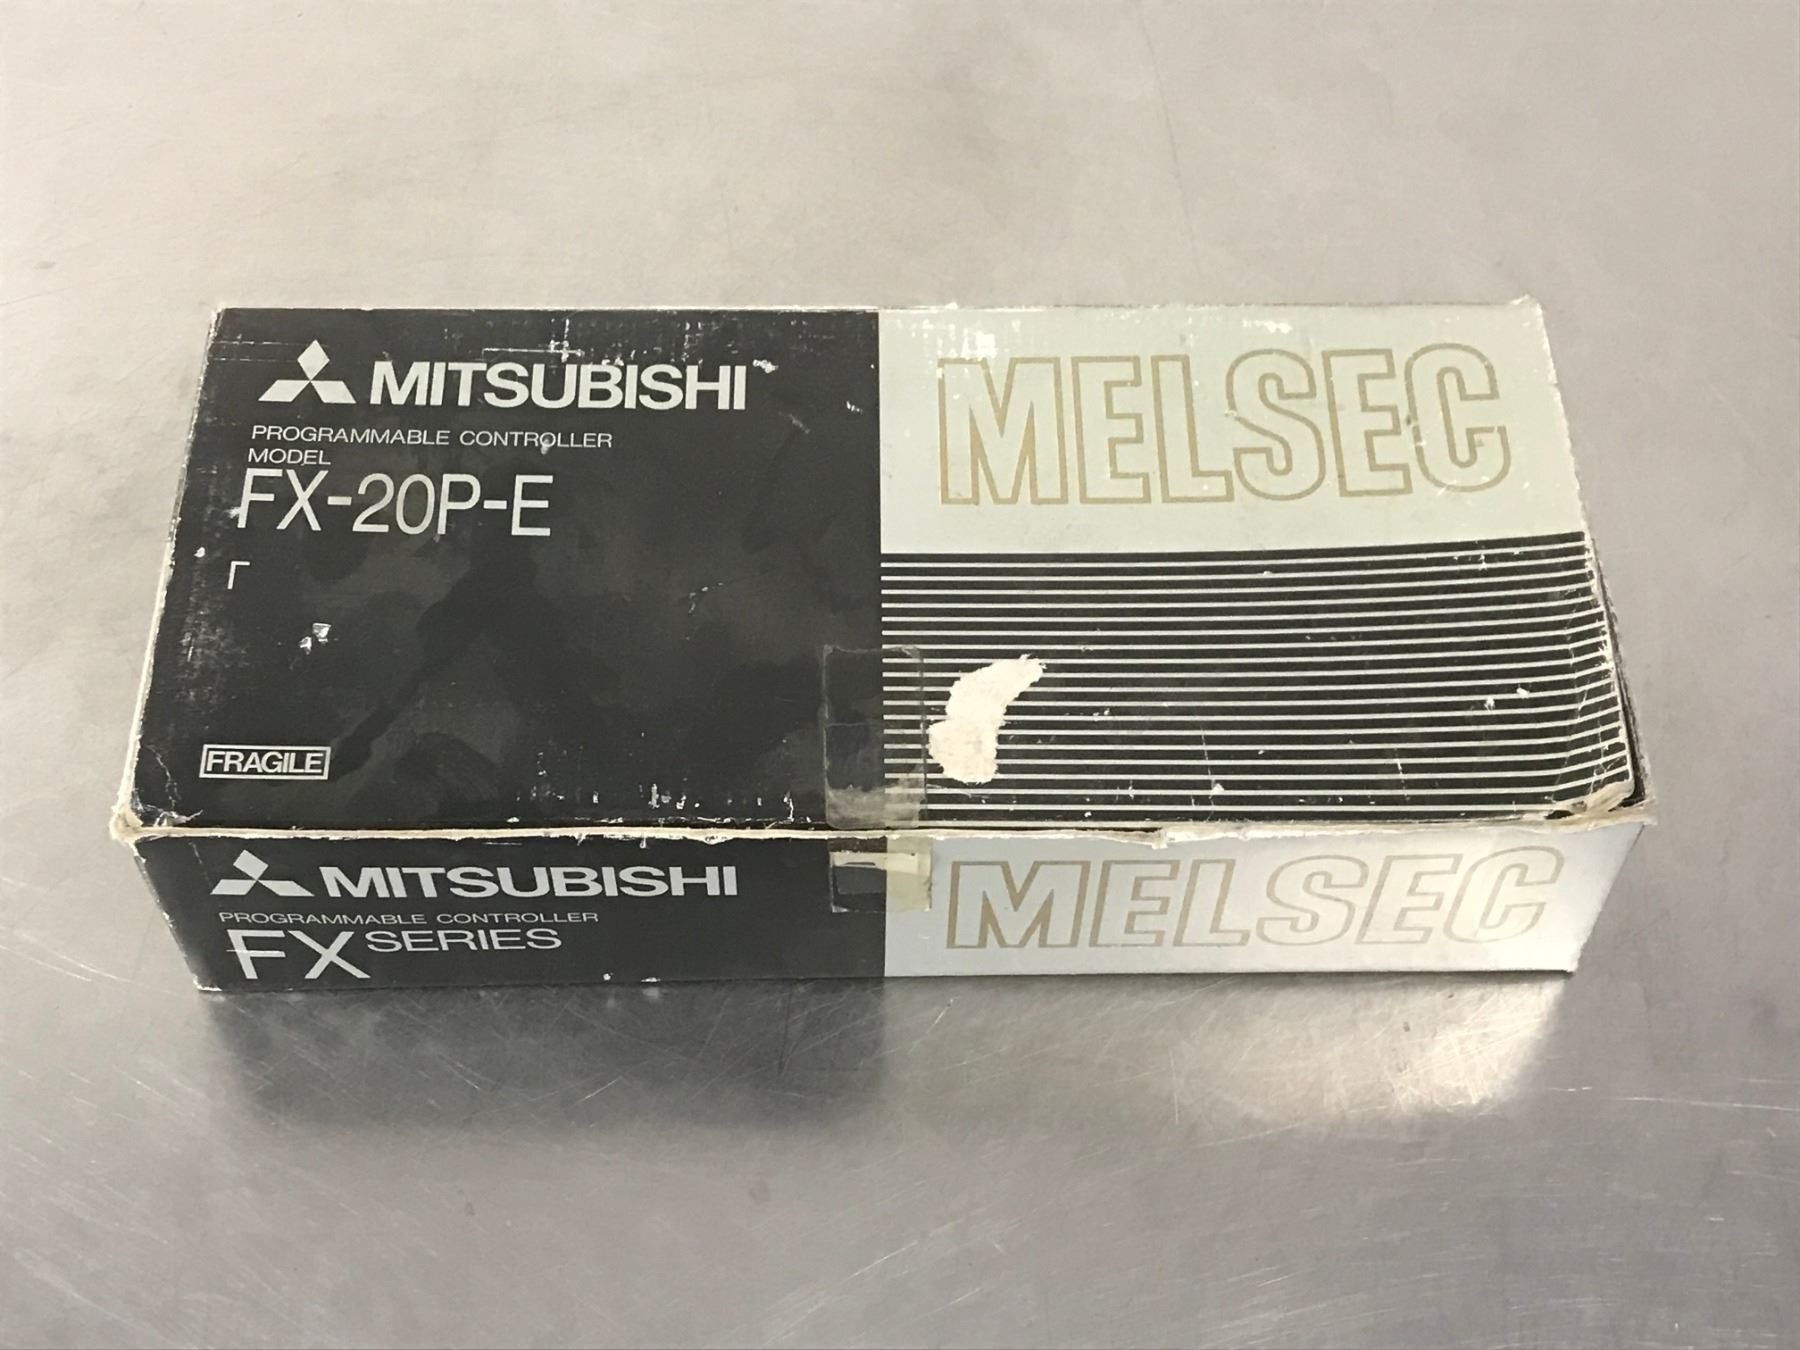 MITSUBISHI
PROGRAMMABLE CONTROLLER
MODEL
FX-20P-E
FRAGILE
MELSEC
MITSUBISHI
PROGRAMMABLE CONTROLLER
FX SERIES
MELSEC